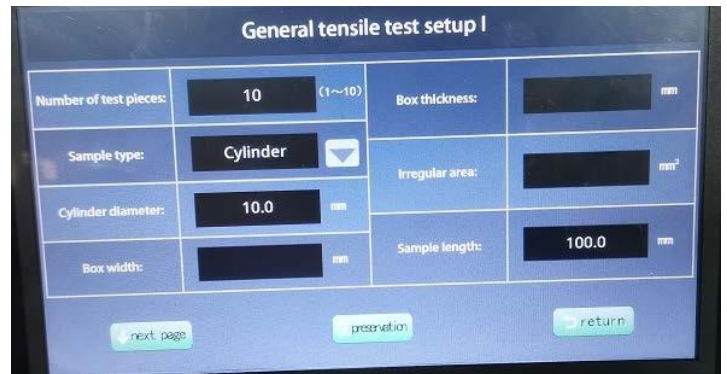 General tensile test setup I
Number of test pieces: 10 (1~10)
Sample type: Cylinder
Cylinder diameter: 10.0 mm
Box width: mm
Box thickness: mm
Irregular area: mm²
Sample length: 100.0 mm
next page
preservation
return